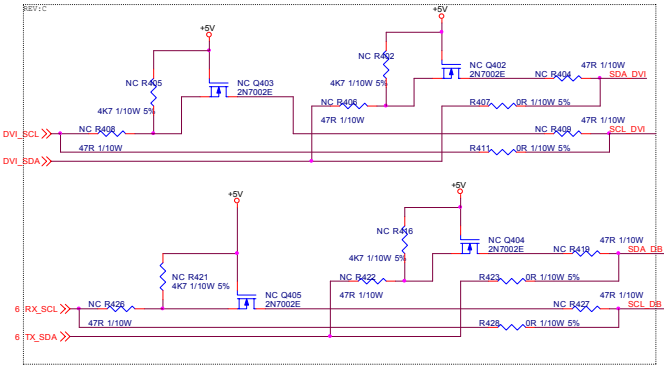 REV:C
+5V
+5V
NC R402
NC Q402
2N7002E
47R 1/10W
NC R404
SDA_DVI
NC R405
NC Q403
2N7002E
4K7 1/10W 5%
4K7 1/10W 5%
NC R406
R407
0R 1/10W 5%
47R 1/10W
47R 1/10W
DVI_SCL
NC R408
NC R409
SCL_DVI
47R 1/10W
R411
0R 1/10W 5%
DVI_SDA
+5V
+5V
NC R416
NC Q404
2N7002E
47R 1/10W
NC R419
SDA_DB
4K7 1/10W 5%
NC R421
4K7 1/10W 5%
NC R422
R423
0R 1/10W 5%
47R 1/10W
NC Q405
2N7002E
47R 1/10W
6 RX_SCL
NC R426
NC R427
SCL_DB
47R 1/10W
R428
0R 1/10W 5%
6 TX_SDA